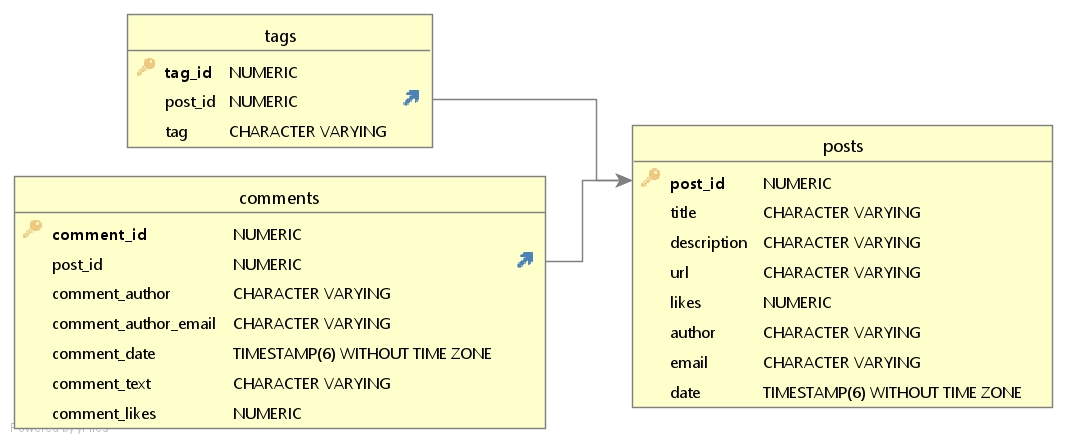 tags
tag_id NUMERIC
post_id NUMERIC
tag CHARACTER VARYING
comments
comment_id NUMERIC
post_id NUMERIC
comment_author CHARACTER VARYING
comment_author_email CHARACTER VARYING
comment_date TIMESTAMP(6) WITHOUT TIME ZONE
comment_text CHARACTER VARYING
comment_likes NUMERIC
posts
post_id NUMERIC
title CHARACTER VARYING
description CHARACTER VARYING
url CHARACTER VARYING
likes NUMERIC
author CHARACTER VARYING
email CHARACTER VARYING
date TIMESTAMP(6) WITHOUT TIME ZONE
Powered by yFiles